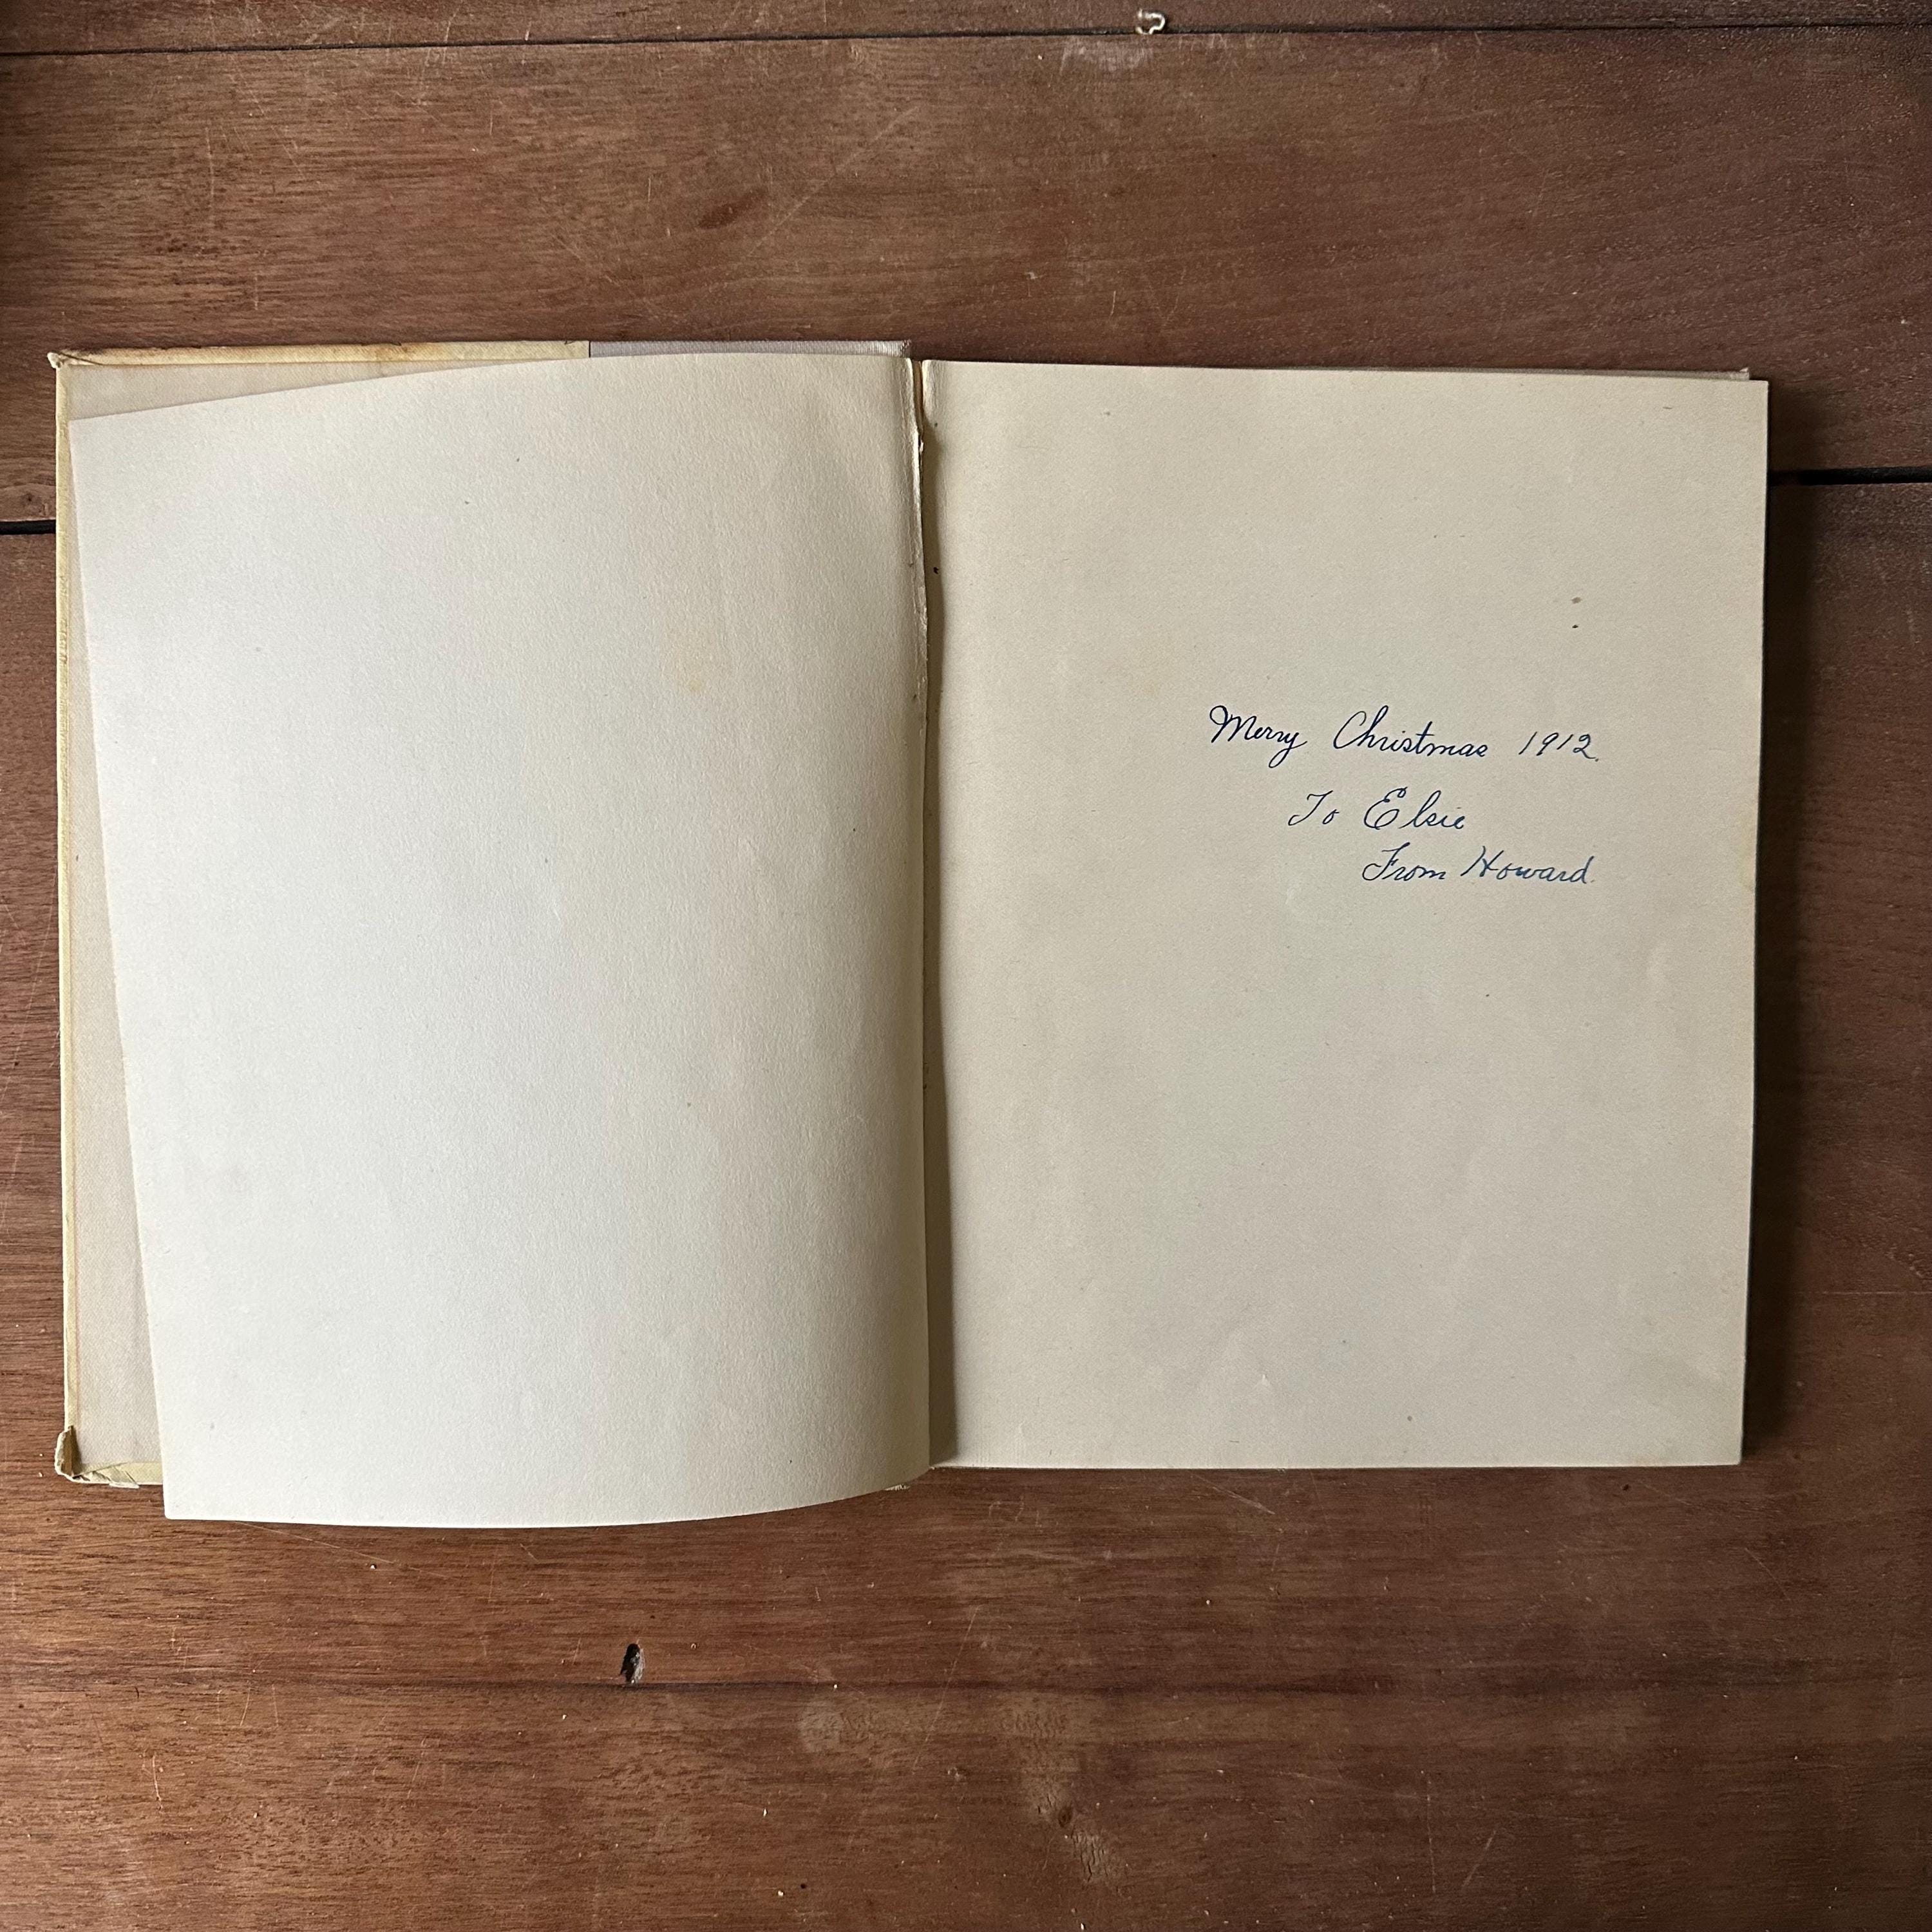 Merry Christmas 1912.
To Elsie
From Howard.